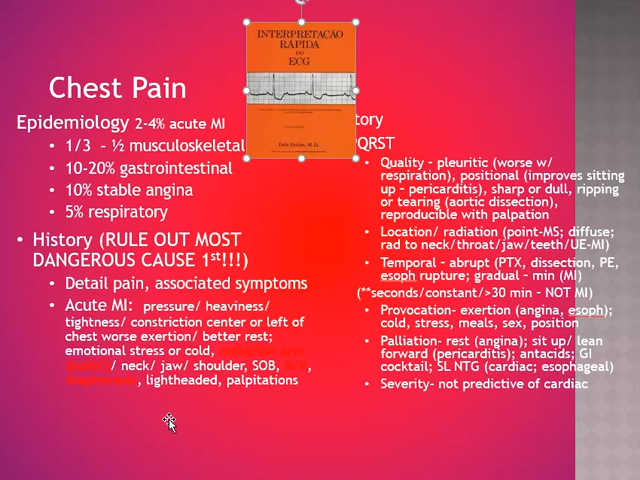 INTERPRETAÇÃO
RÁPIDA
DO
ECG
Dale Dubin, M.D.
Chest Pain
Epidemiology 2-4% acute MI
• 1/3 – ½ musculoskeletal
• 10-20% gastrointestinal
• 10% stable angina
• 5% respiratory
• History (RULE OUT MOST
DANGEROUS CAUSE 1st!!!)
• Detail pain, associated symptoms
• Acute MI: pressure/ heaviness/
tightness/ constriction center or left of
chest worse exertion/ better rest;
emotional stress or cold,
/ neck/ jaw/ shoulder, SOB, N/V,
, lightheaded, palpitations
tory
PQRST
• Quality – pleuritic (worse w/
respiration), positional (improves sitting
up – pericarditis), sharp or dull, ripping
or tearing (aortic dissection),
reproducible with palpation
• Location/ radiation (point-MS; diffuse;
rad to neck/throat/jaw/teeth/UE-MI)
• Temporal – abrupt (PTX, dissection, PE,
esoph rupture; gradual – min (MI)
(**seconds/constant/>30 min – NOT MI)
• Provocation- exertion (angina, esoph);
cold, stress, meals, sex, position
• Palliation- rest (angina); sit up/ lean
forward (pericarditis); antacids; GI
cocktail; SL NTG (cardiac; esophageal)
• Severity- not predictive of cardiac